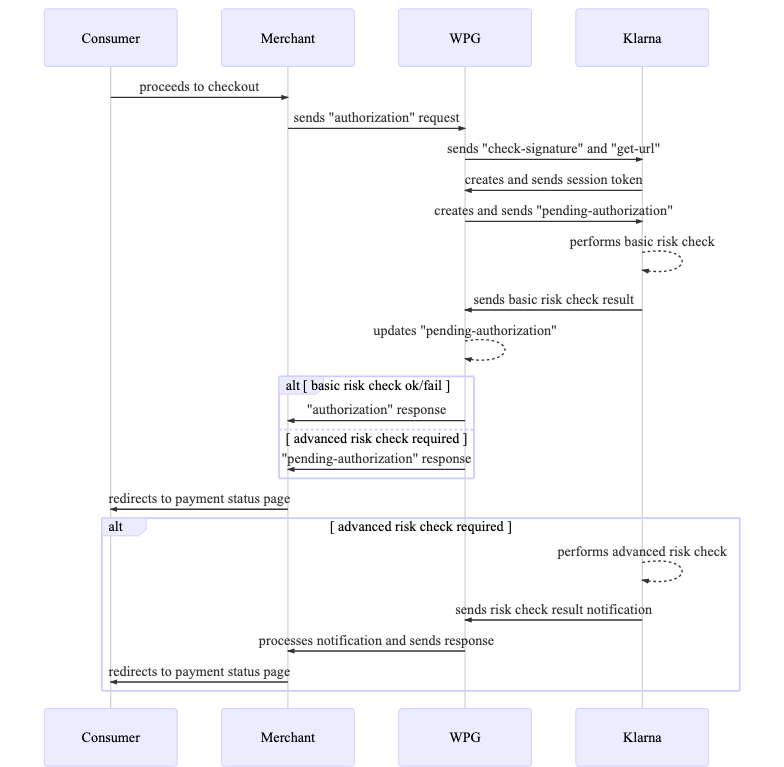 Consumer Merchant WPG Klarna
proceeds to checkout
sends "authorization" request
sends "check-signature" and "get-url"
creates and sends session token
creates and sends "pending-authorization"
performs basic risk check
sends basic risk check result
updates "pending-authorization"
alt [ basic risk check ok/fail ]
"authorization" response
[ advanced risk check required ]
"pending-authorization" response
redirects to payment status page
alt [ advanced risk check required ]
performs advanced risk check
sends risk check result notification
processes notification and sends response
redirects to payment status page
Consumer Merchant WPG Klarna